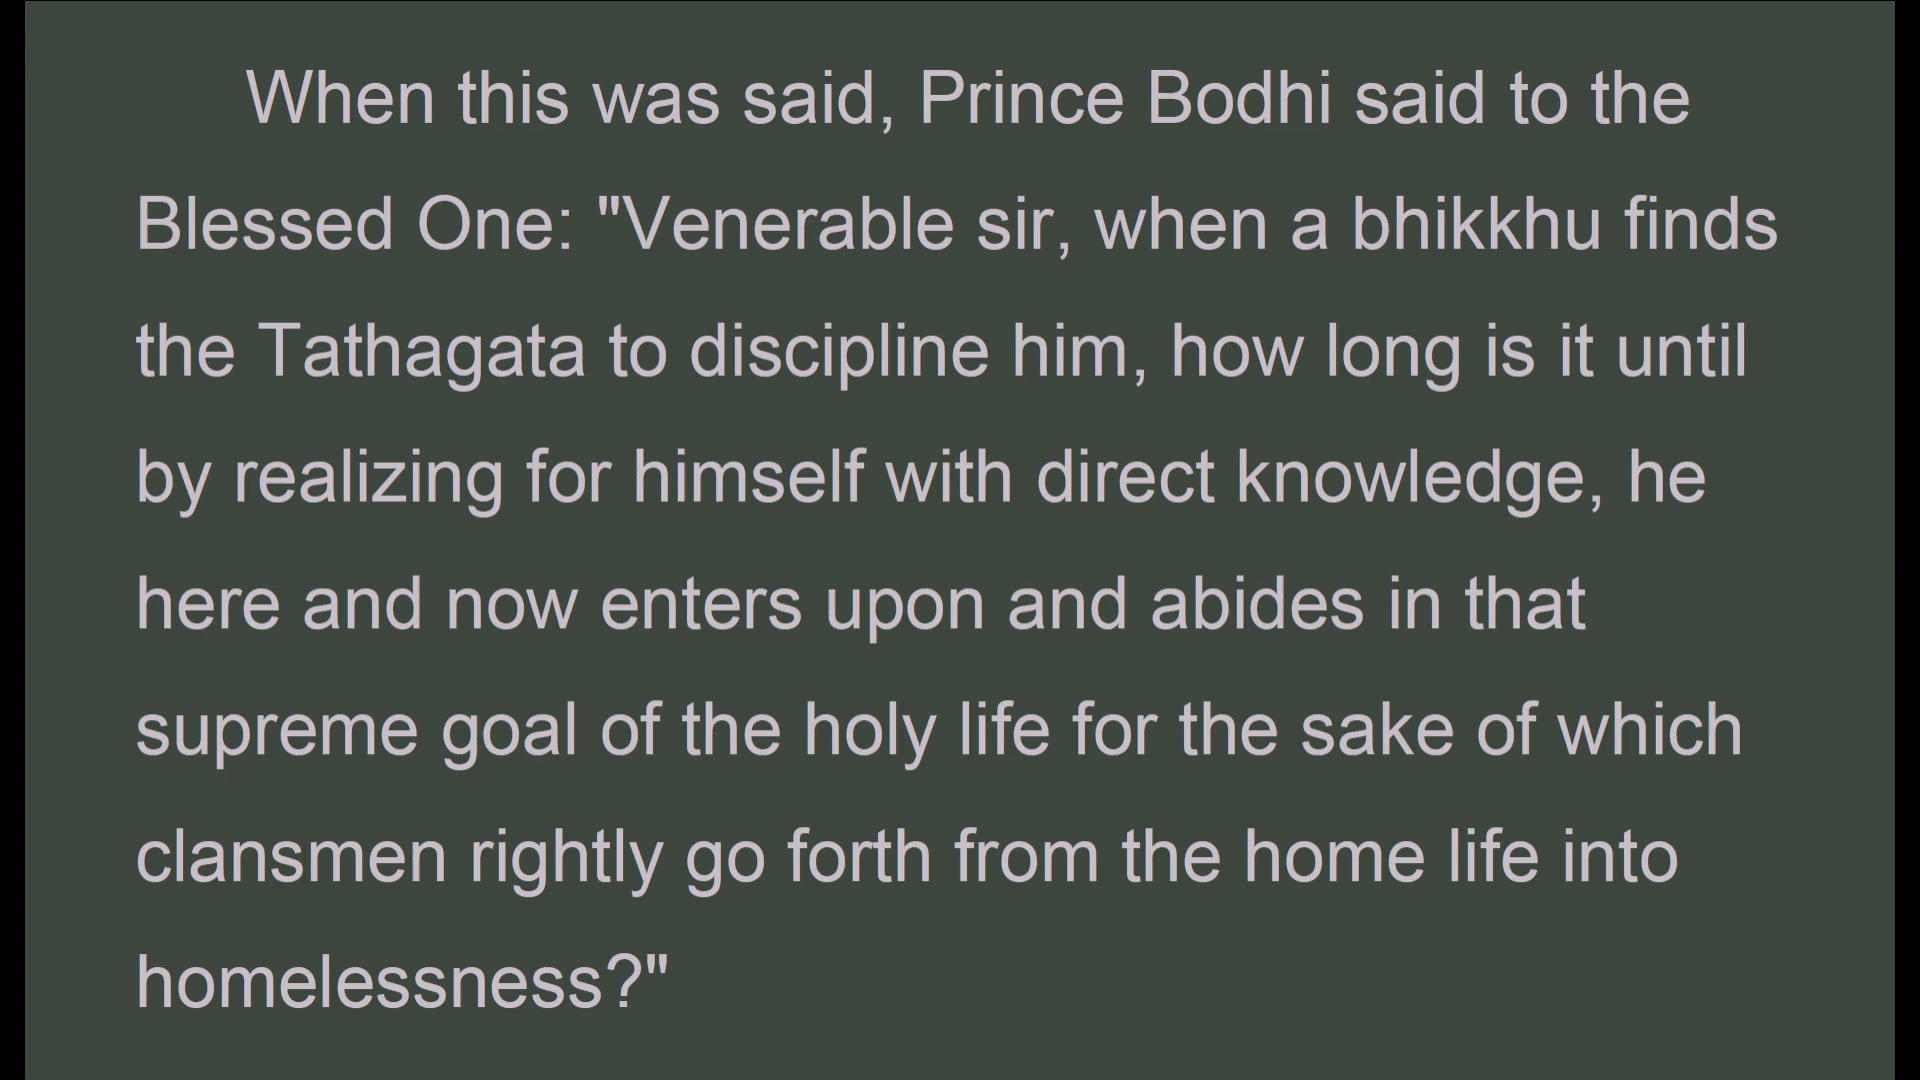 When this was said, Prince Bodhi said to the
Blessed One: "Venerable sir, when a bhikkhu finds
the Tathagata to discipline him, how long is it until
by realizing for himself with direct knowledge, he
here and now enters upon and abides in that
supreme goal of the holy life for the sake of which
clansmen rightly go forth from the home life into
homelessness?"